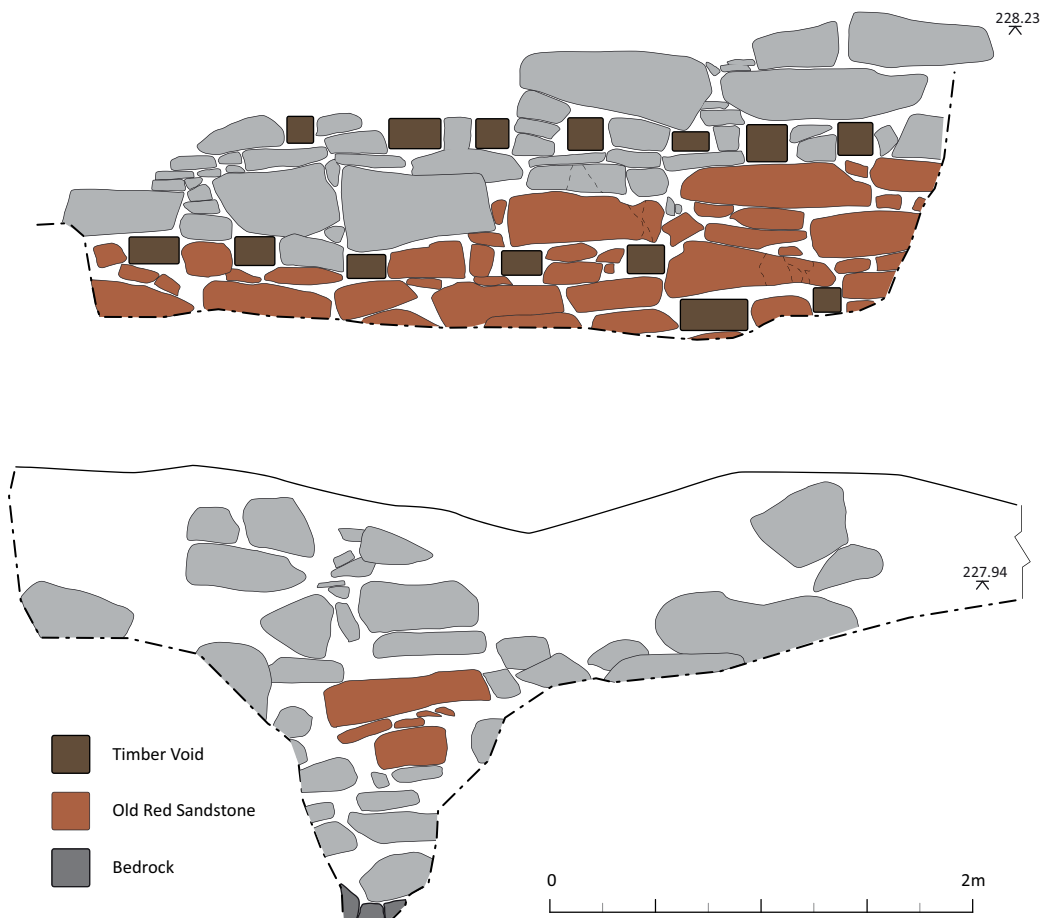 228.23
227.94
Timber Void
Old Red Sandstone
Bedrock
0 2m